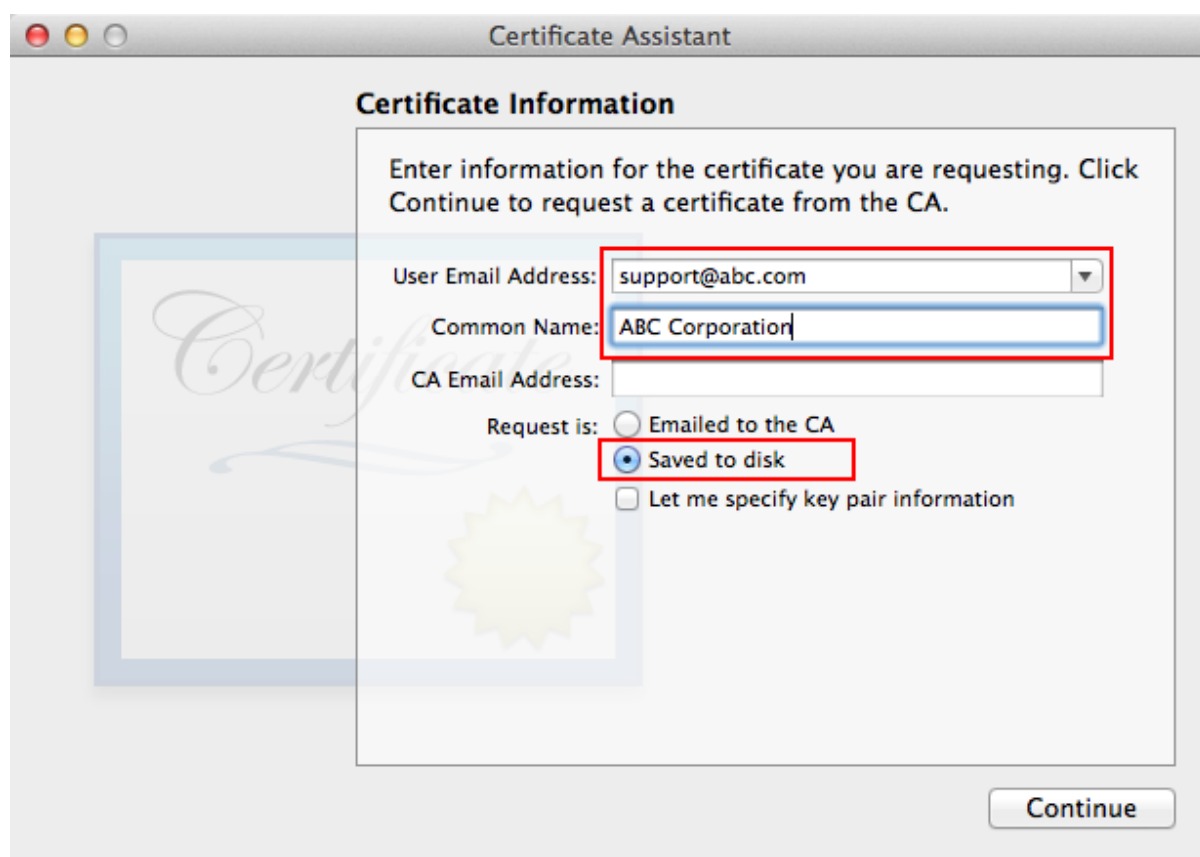 Certificate Assistant
Certificate Information
Enter information for the certificate you are requesting. Click
Continue to request a certificate from the CA.
User Email Address: support@abc.com
Common Name: ABC Corporation
CA Email Address:
Request is: Emailed to the CA
Saved to disk
Let me specify key pair information
Certificate
Continue